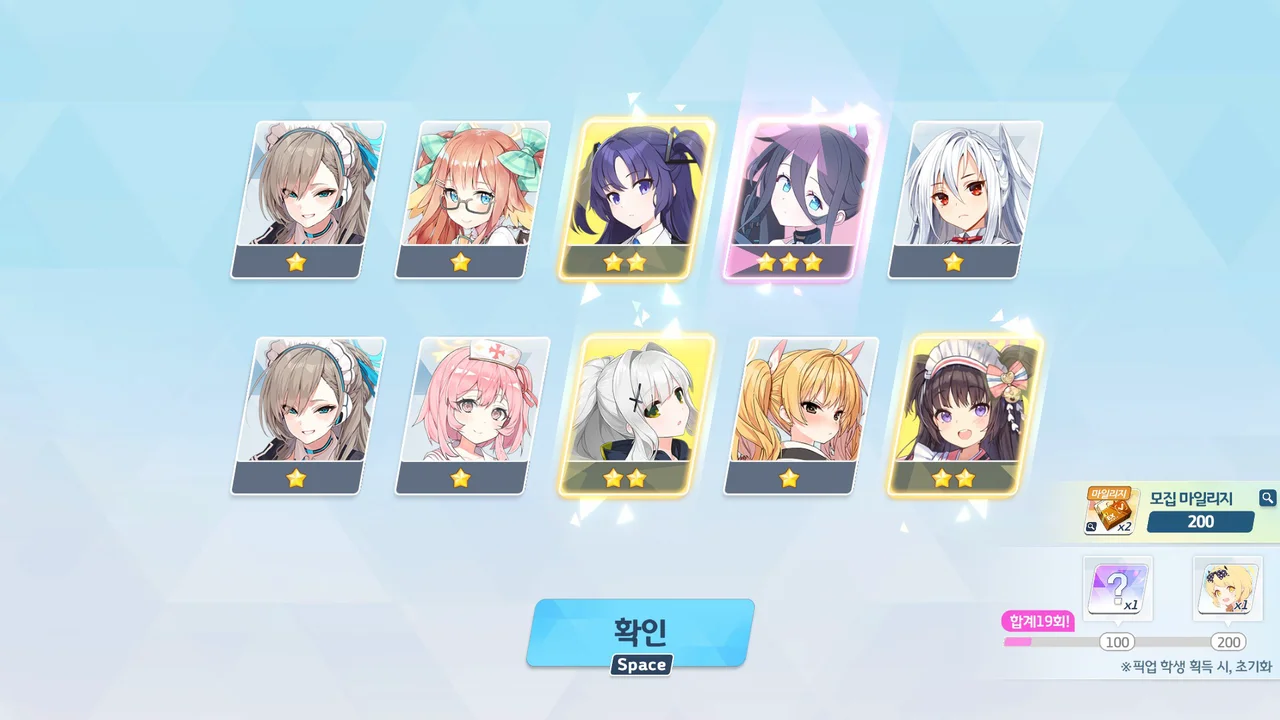 마일리지
x2
모집 마일리지
200
x1
x1
합계19회!
100
200
※픽업 학생 획득 시, 초기화
확인
Space